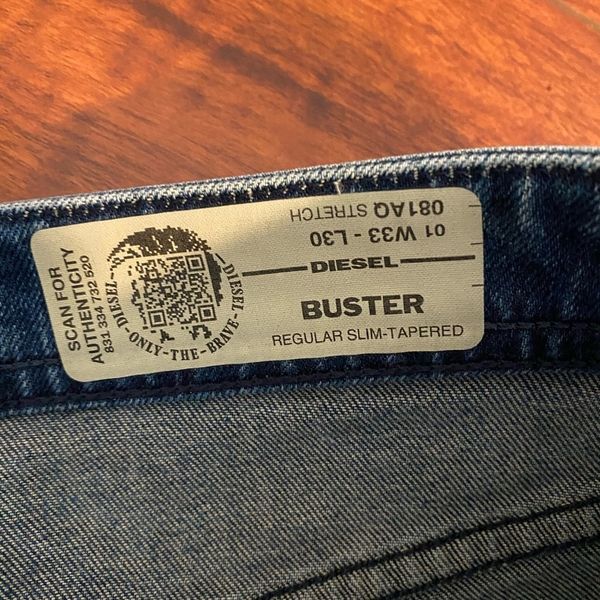 SCAN FOR
AUTHENTICITY
831 334 732 520
DIESEL - ONLY-THE-BRAVE - DIESEL
081AQ STRETCH
01 W33 - L30
DIESEL
BUSTER
REGULAR SLIM-TAPERED